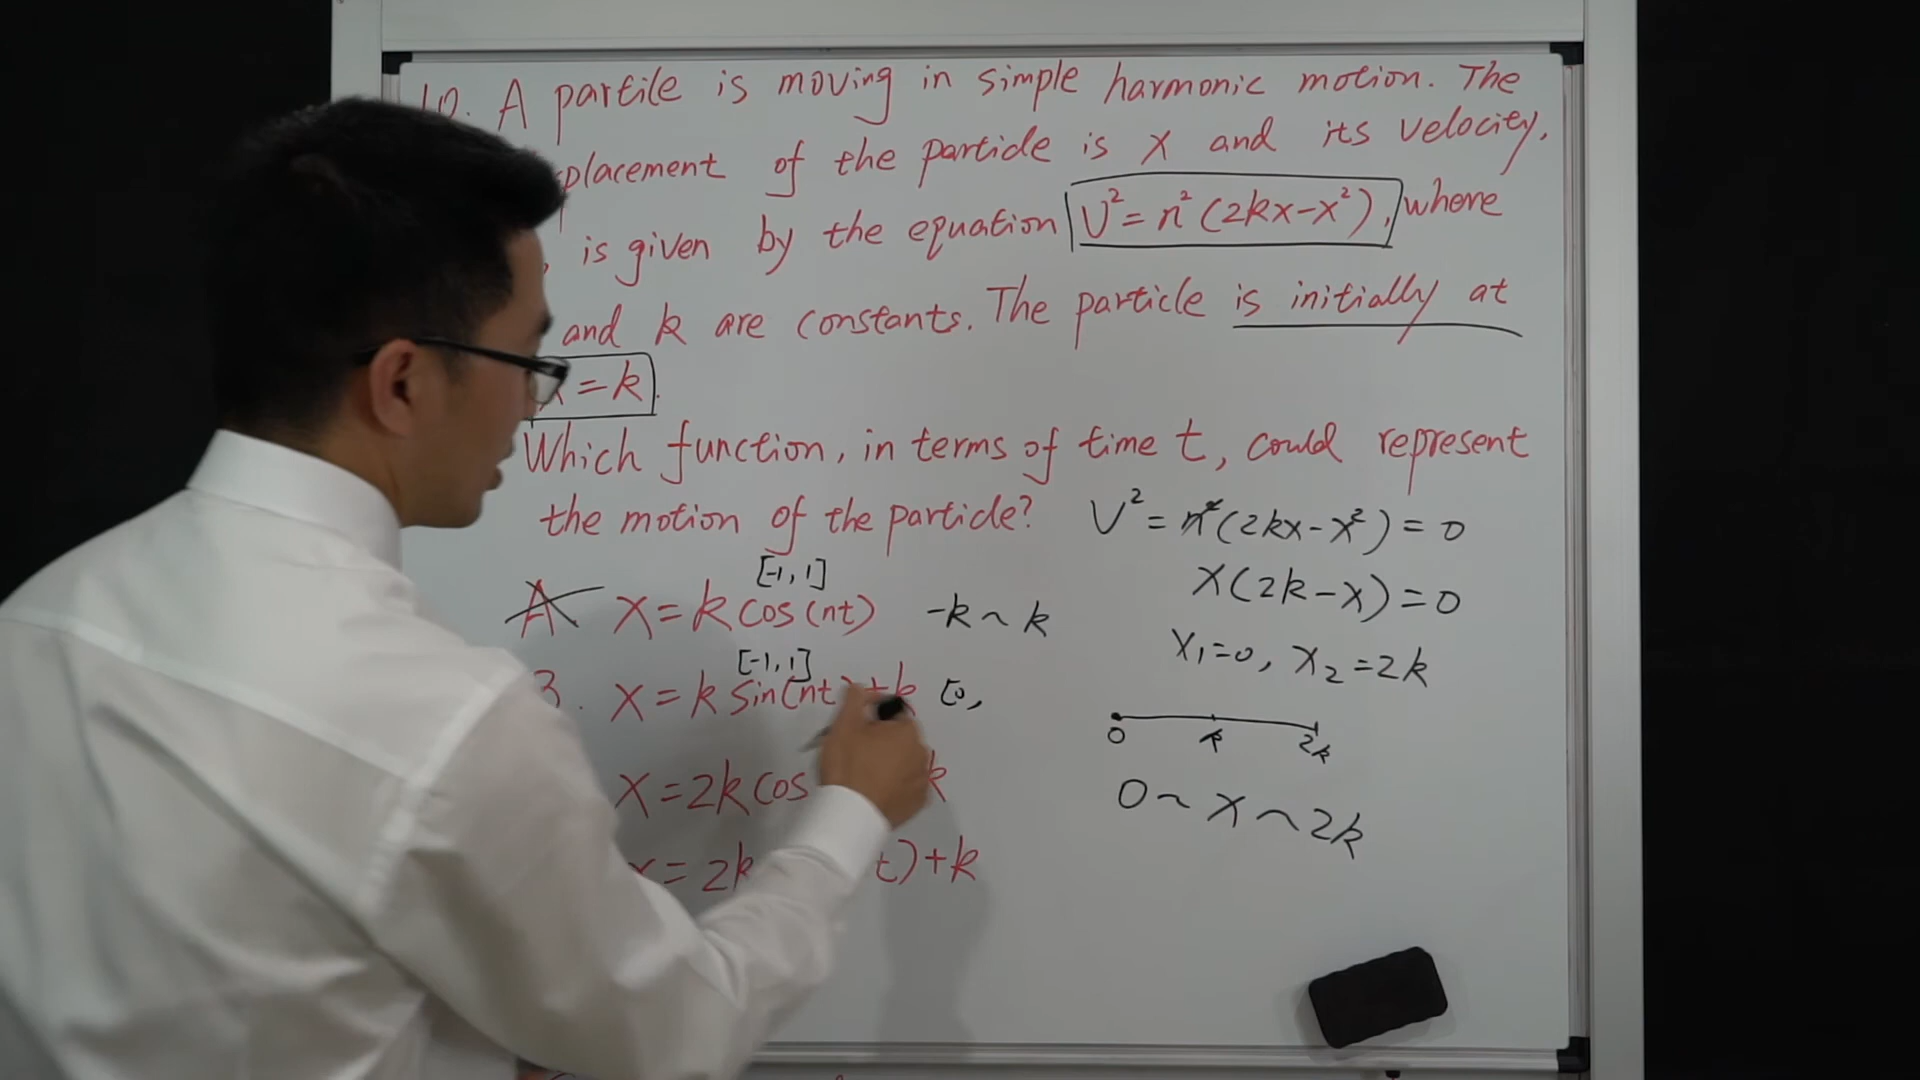 10. A partile is moving in simple harmonic motion. The
placement of the particle is x and its velocity,
is given by the equation V²=n²(2kx-x²), where
and k are constants. The particle is initially at
x=k.
Which function, in terms of time t, could represent
the motion of the particle?
V²=n²(2kx-x²)=0
x(2k-x)=0
x₁=0, x₂=2k
0 k 2k
0~x~2k
[-1,1]
A x=k cos(nt) -k~k
[-1,1]
3. x=k sin(nt)+k [0,
x=2k cos k
x=2k t)+k